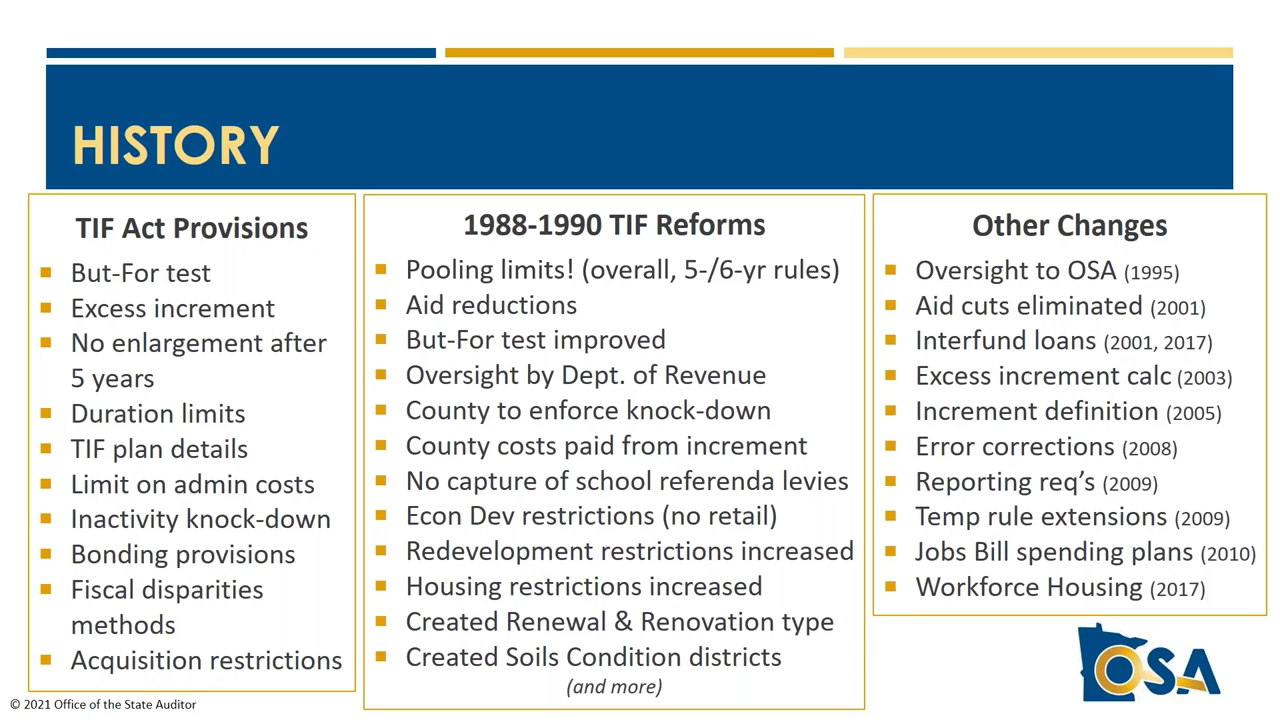 HISTORY
TIF Act Provisions
But-For test
Excess increment
No enlargement after
5 years
Duration limits
TIF plan details
Limit on admin costs
Inactivity knock-down
Bonding provisions
Fiscal disparities
methods
Acquisition restrictions
1988-1990 TIF Reforms
Pooling limits! (overall, 5-/6-yr rules)
Aid reductions
But-For test improved
Oversight by Dept. of Revenue
County to enforce knock-down
County costs paid from increment
No capture of school referenda levies
Econ Dev restrictions (no retail)
Redevelopment restrictions increased
Housing restrictions increased
Created Renewal & Renovation type
Created Soils Condition districts
(and more)
Other Changes
Oversight to OSA (1995)
Aid cuts eliminated (2001)
Interfund loans (2001, 2017)
Excess increment calc (2003)
Increment definition (2005)
Error corrections (2008)
Reporting req’s (2009)
Temp rule extensions (2009)
Jobs Bill spending plans (2010)
Workforce Housing (2017)
OSA
© 2021 Office of the State Auditor